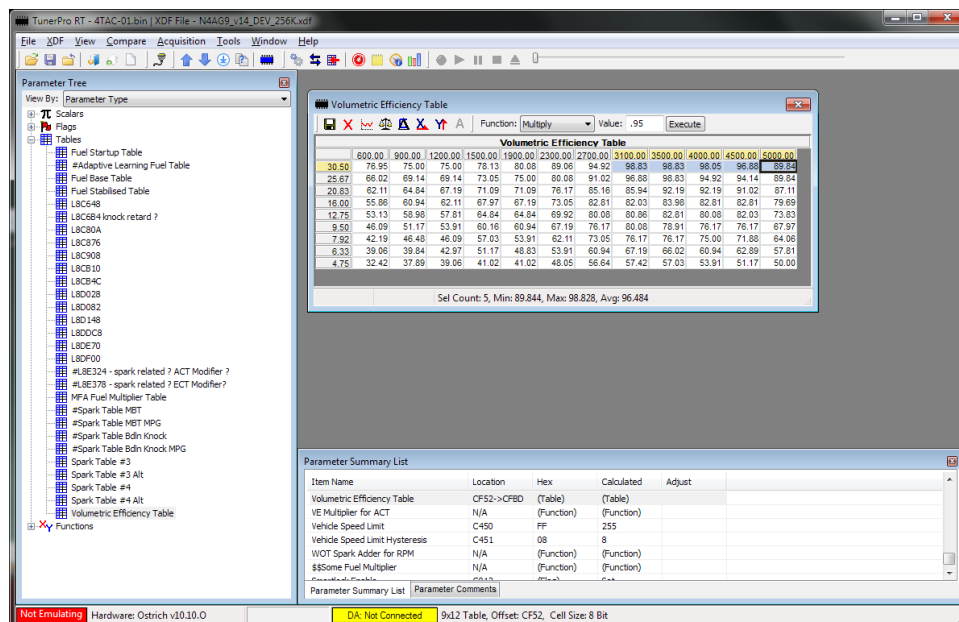 TunerPro RT - 4TAC-01.bin | XDF File - N4AG9_v14_DEV_256K.xdf
File XDF View Compare Acquisition Tools Window Help
Parameter Tree
View By: Parameter Type
Scalars
Flags
Tables
Fuel Startup Table
#Adaptive Learning Fuel Table
Fuel Base Table
Fuel Stabilised Table
L8C648
L8C6B4 knock retard ?
L8C80A
L8C876
L8C908
L8CB10
L8CB4C
L8D028
L8D082
L8D148
L8DDC8
L8DE70
L8DF00
#L8E324 - spark related ? ACT Modifier ?
#L8E378 - spark related ? ECT Modifier?
MFA Fuel Multiplier Table
#Spark Table MBT
#Spark Table MBT MPG
#Spark Table Bdln Knock
#Spark Table Bdln Knock MPG
Spark Table #3
Spark Table #3 Alt
Spark Table #4
Spark Table #4 Alt
Volumetric Efficiency Table
Functions
Volumetric Efficiency Table
Function: Multiply Value: .95 Execute
Volumetric Efficiency Table
600.00 900.00 1200.00 1500.00 1900.00 2300.00 2700.00 3100.00 3500.00 4000.00 4500.00 5000.00
30.50 76.95 75.00 75.00 78.13 80.08 89.06 94.92 98.83 98.83 98.05 96.88 89.84
25.67 66.02 69.14 69.14 73.05 75.00 80.08 91.02 96.88 98.83 94.92 94.14 89.84
20.83 62.11 64.84 67.19 71.09 71.09 76.17 85.16 85.94 92.19 92.19 91.02 87.11
16.00 55.86 60.94 62.11 67.97 67.19 73.05 82.81 82.03 83.98 82.81 82.81 79.69
12.75 53.13 58.98 57.81 64.84 64.84 69.92 80.08 80.86 82.81 80.08 82.03 73.83
9.50 46.09 51.17 53.91 60.16 60.94 67.19 76.17 80.08 78.91 76.17 76.17 67.97
7.92 42.19 46.48 46.09 57.03 53.91 62.11 73.05 76.17 76.17 75.00 71.88 64.06
6.33 39.06 39.84 42.97 51.17 48.83 53.91 60.94 67.19 66.02 60.94 62.89 57.81
4.75 32.42 37.89 39.06 41.02 41.02 48.05 56.64 57.42 57.03 53.91 51.17 50.00
Sel Count: 5, Min: 89.844, Max: 98.828, Avg: 96.484
Parameter Summary List
Item Name Location Hex Calculated Adjust
Volumetric Efficiency Table CF52->CFBD (Table) (Table)
VE Multiplier for ACT N/A (Function) (Function)
Vehicle Speed Limit C450 FF 255
Vehicle Speed Limit Hysteresis C451 08 8
WOT Spark Adder for RPM N/A (Function) (Function)
$$Some Fuel Multiplier N/A (Function) (Function)
Parameter Summary List Parameter Comments
Not Emulating Hardware: Ostrich v10.10.O DA: Not Connected 9x12 Table, Offset: CF52, Cell Size: 8 Bit